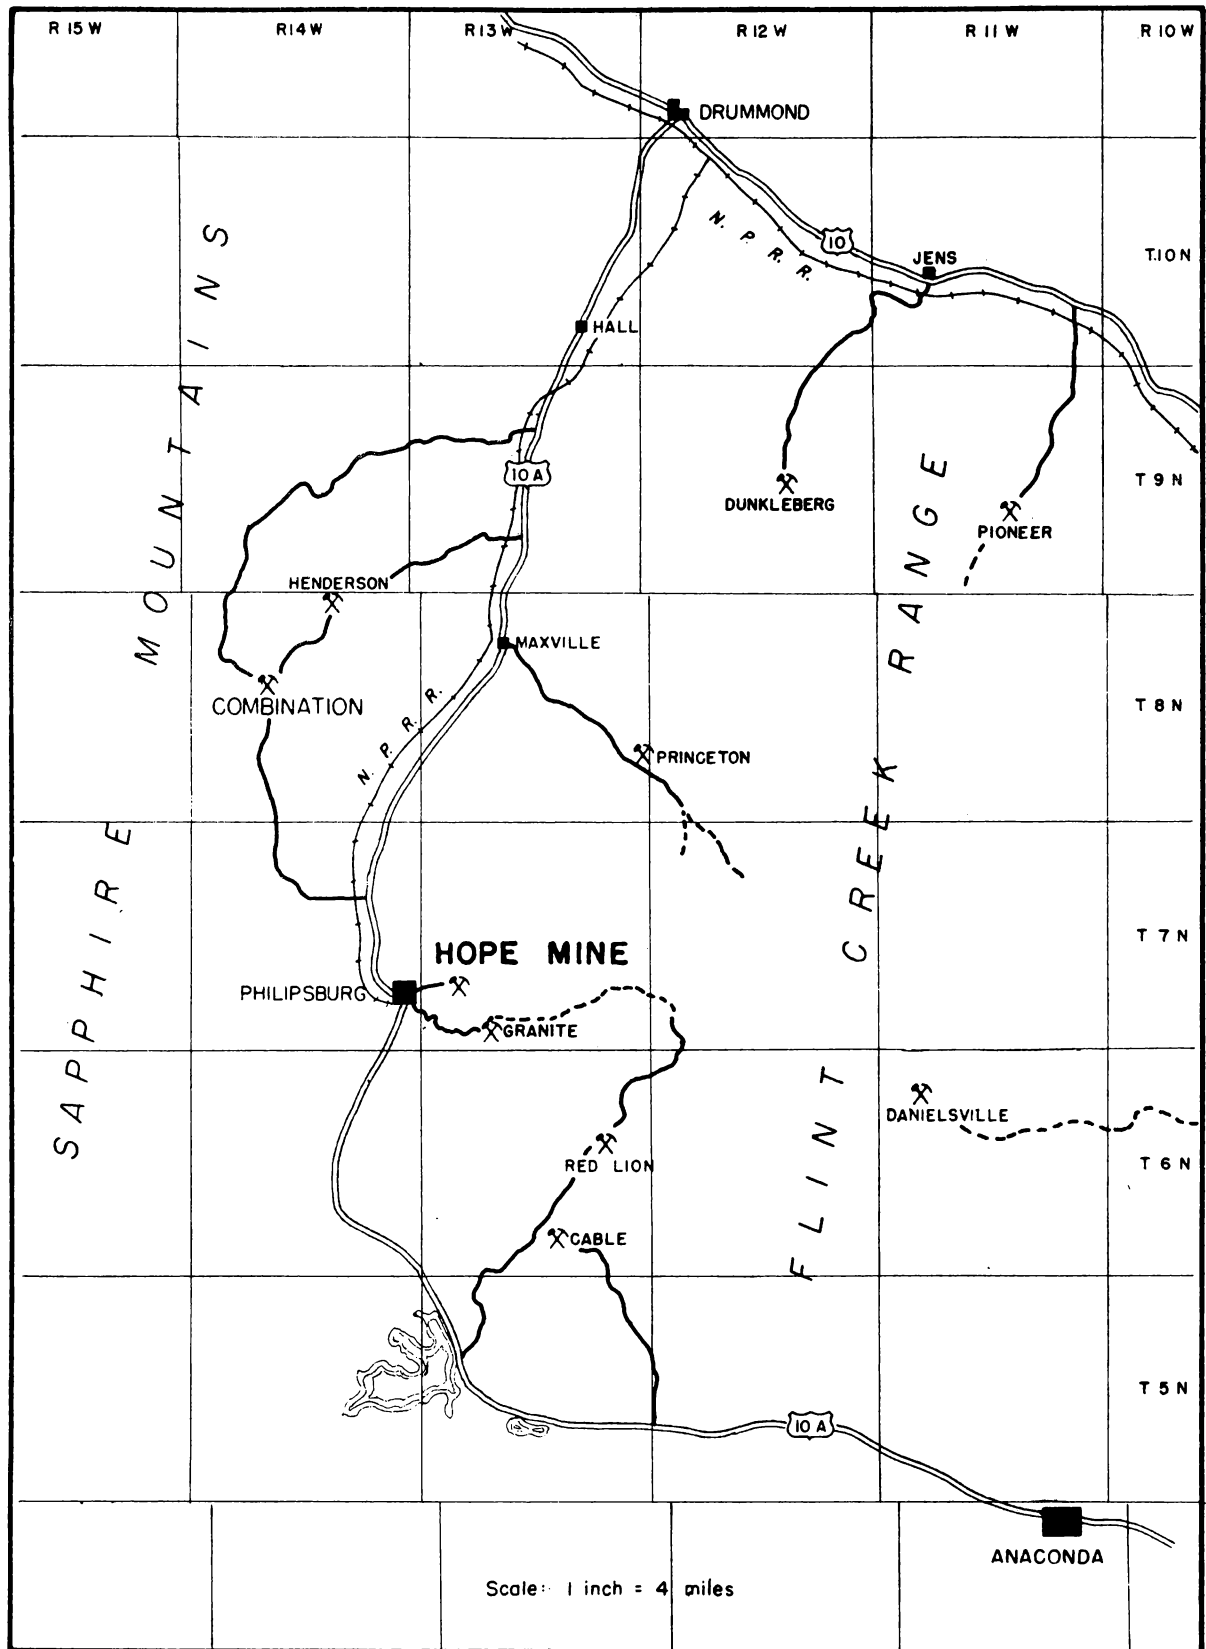 R 15 W R 14 W R 13 W R 12 W R 11 W R 10 W
DRUMMOND
N. P. R. R.
10
JENS
T.10 N
HALL
10 A
T 9 N
DUNKLEBERG
PIONEER
HENDERSON
MAXVILLE
COMBINATION
N. P. R. R.
T 8 N
PRINCETON
SAPPHIRE MOUNTAINS
FLINT CREEK RANGE
HOPE MINE
T 7 N
PHILIPSBURG
GRANITE
DANIELSVILLE
RED LION
T 6 N
CABLE
T 5 N
10 A
ANACONDA
Scale: 1 inch = 4 miles